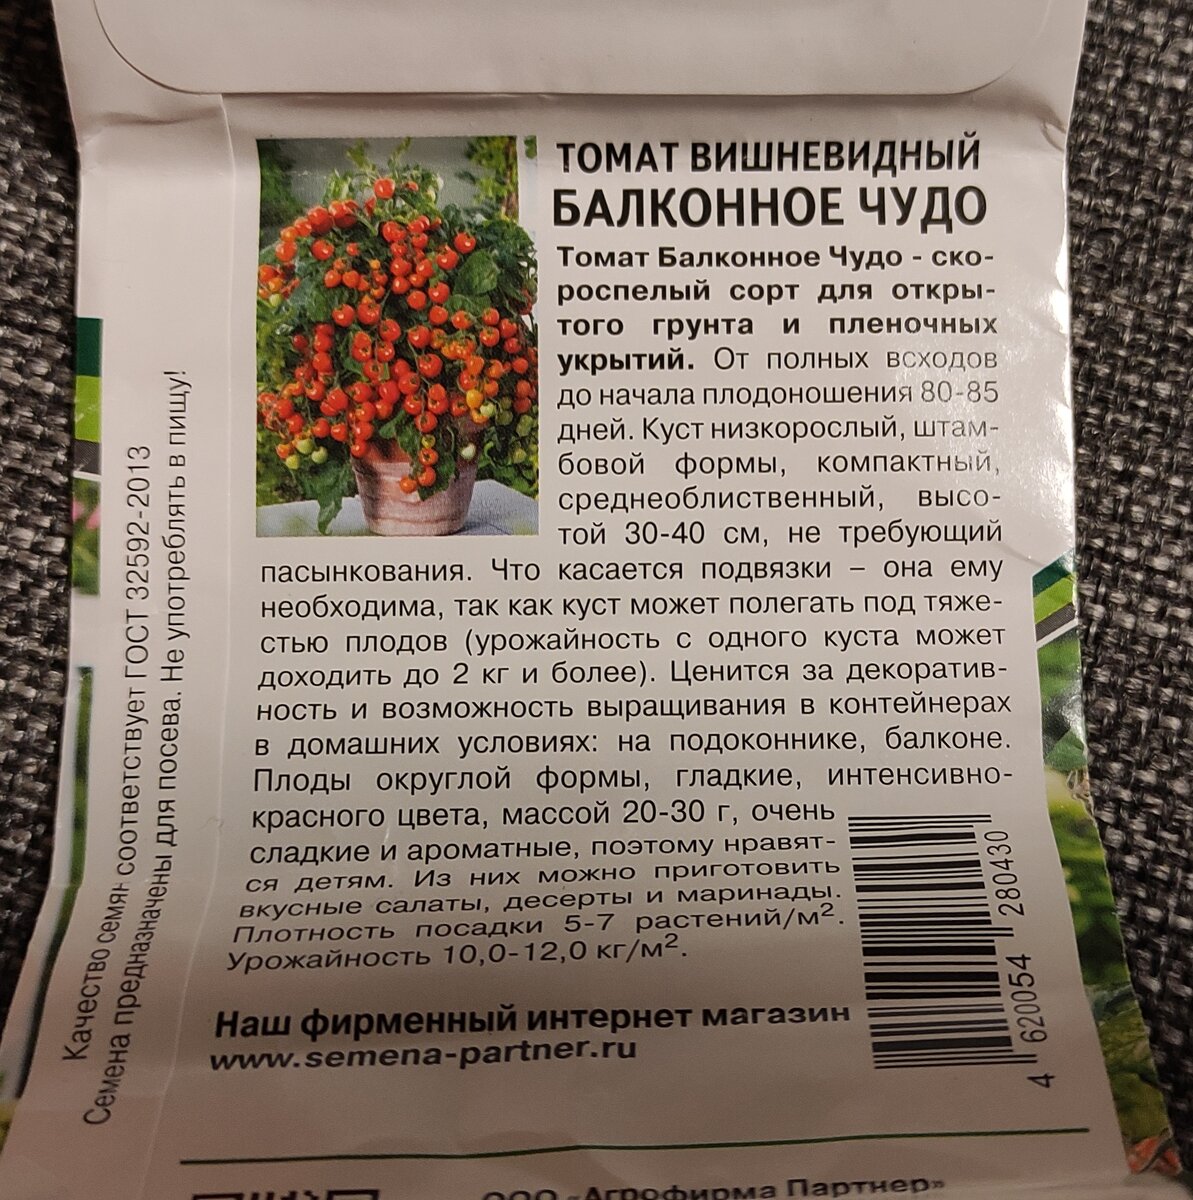 ТОМАТ ВИШНЕВИДНЫЙ
БАЛКОННОЕ ЧУДО
Томат Балконное Чудо - ско-
роспелый сорт для откры-
того грунта и пленочных
укрытий. От полных всходов
до начала плодоношения 80-85
дней. Куст низкорослый, штам-
бовой формы, компактный,
среднеоблиственный, высо-
той 30-40 см, не требующий
пасынкования. Что касается подвязки – она ему
необходима, так как куст может полегать под тяже-
стью плодов (урожайность с одного куста может
доходить до 2 кг и более). Ценится за декоратив-
ность и возможность выращивания в контейнерах
в домашних условиях: на подоконнике, балконе.
Плоды округлой формы, гладкие, интенсивно-
красного цвета, массой 20-30 г, очень
сладкие и ароматные, поэтому нравят-
ся детям. Из них можно приготовить
вкусные салаты, десерты и маринады.
Плотность посадки 5-7 растений/м².
Урожайность 10,0-12,0 кг/м².
Наш фирменный интернет магазин
www.semena-partner.ru
4 620054 280430
Качество семян соответствует ГОСТ 32592-2013
Семена предназначены для посева. Не употреблять в пищу!
ООО «Агрофирма Партнер»